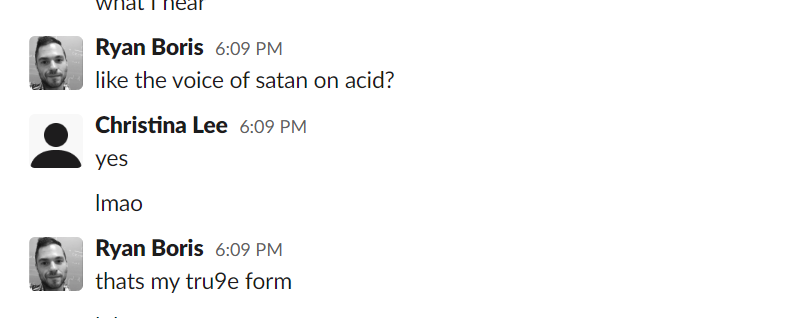 what I hear
Ryan Boris 6:09 PM
like the voice of satan on acid?
Christina Lee 6:09 PM
yes
lmao
Ryan Boris 6:09 PM
thats my tru9e form